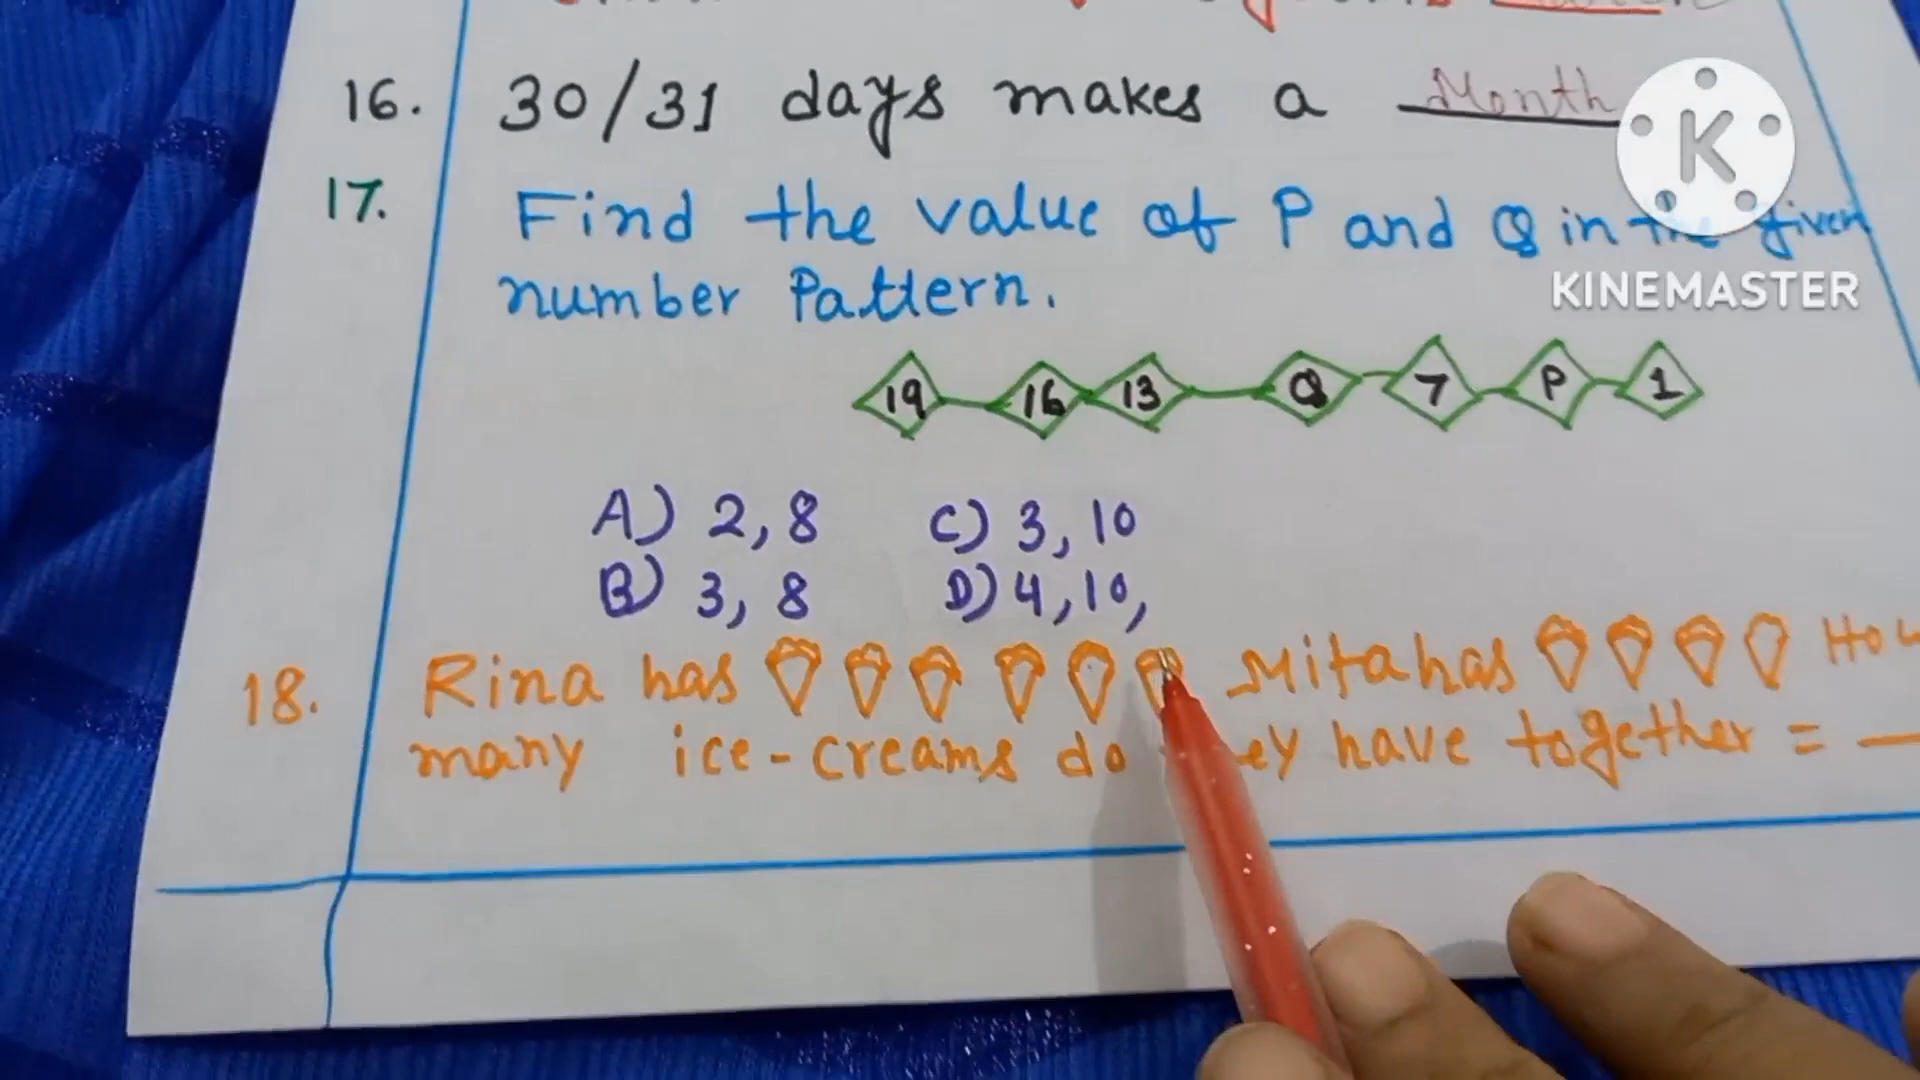 16. 30/31 days makes a Month
K
KINEMASTER
17. Find the value of P and Q in the given
number Pattern.
19 16 13 Q 7 P 1
A) 2, 8 C) 3, 10
B) 3, 8 D) 4, 10,
18. Rina has Mita has How
many ice-creams do they have together = —